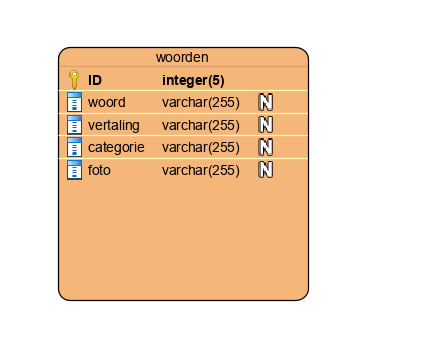 woorden
ID integer(5)
woord varchar(255) N
vertaling varchar(255) N
categorie varchar(255) N
foto varchar(255) N